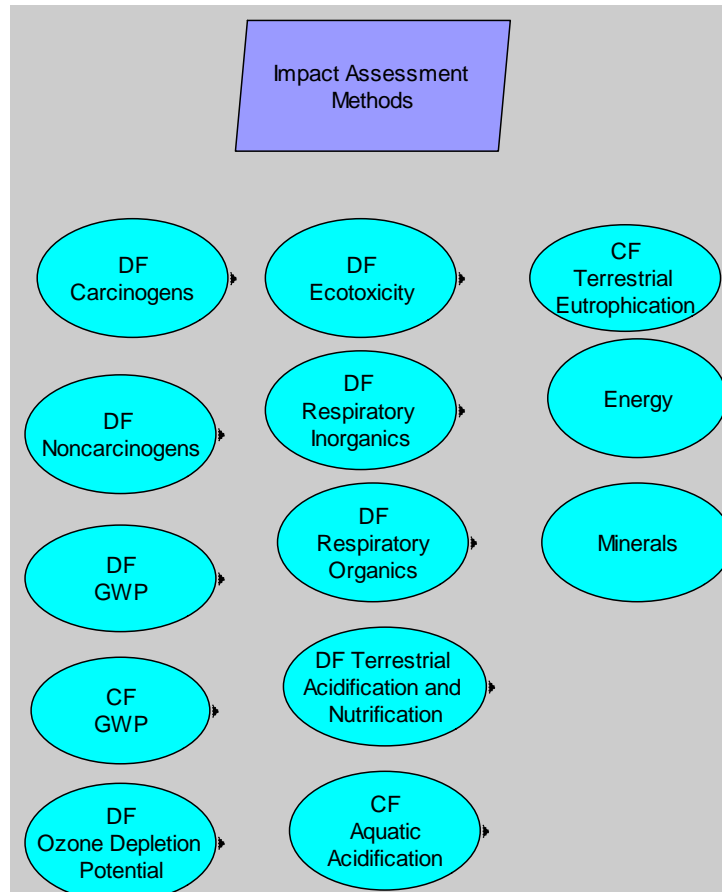 Impact Assessment
Methods
DF
Carcinogens
DF
Noncarcinogens
DF
GWP
CF
GWP
DF
Ozone Depletion
Potential
DF
Ecotoxicity
DF
Respiratory
Inorganics
DF
Respiratory
Organics
DF Terrestrial
Acidification and
Nutrification
CF
Aquatic
Acidification
CF
Terrestrial
Eutrophication
Energy
Minerals